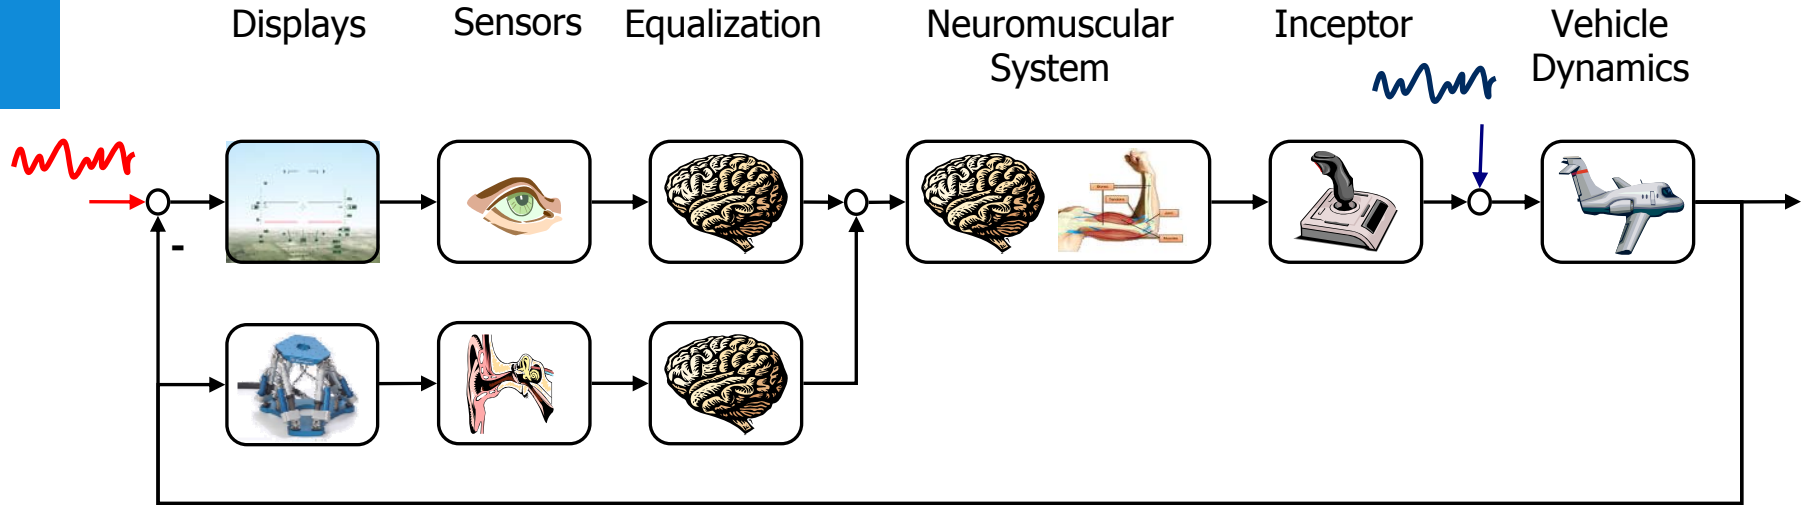 Displays
Sensors
Equalization
Neuromuscular
System
Inceptor
Vehicle
Dynamics
-